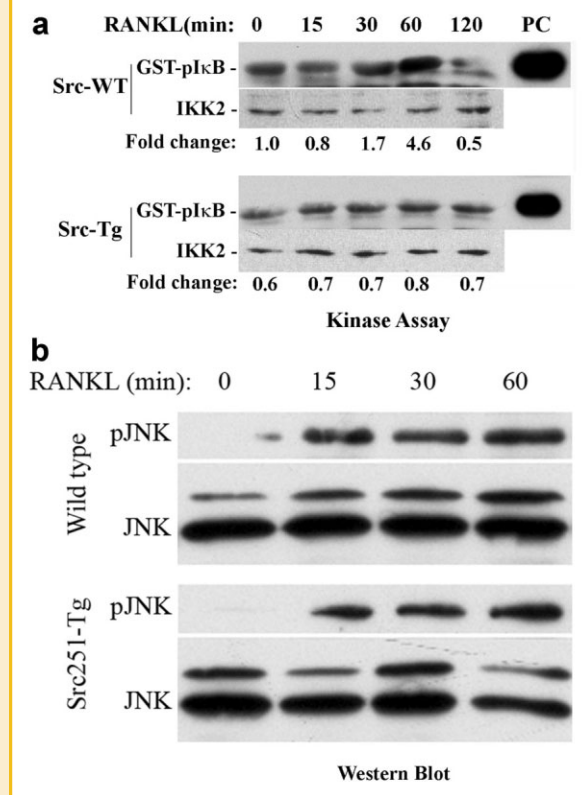 a RANKL(min: 0 15 30 60 120 PC
Src-WT
GST-pIκB -
IKK2 -
Fold change: 1.0 0.8 1.7 4.6 0.5
Src-Tg
GST-pIκB -
IKK2 -
Fold change: 0.6 0.7 0.7 0.8 0.7
Kinase Assay
b
RANKL (min): 0 15 30 60
Wild type
pJNK
JNK
Src251-Tg
pJNK
JNK
Western Blot